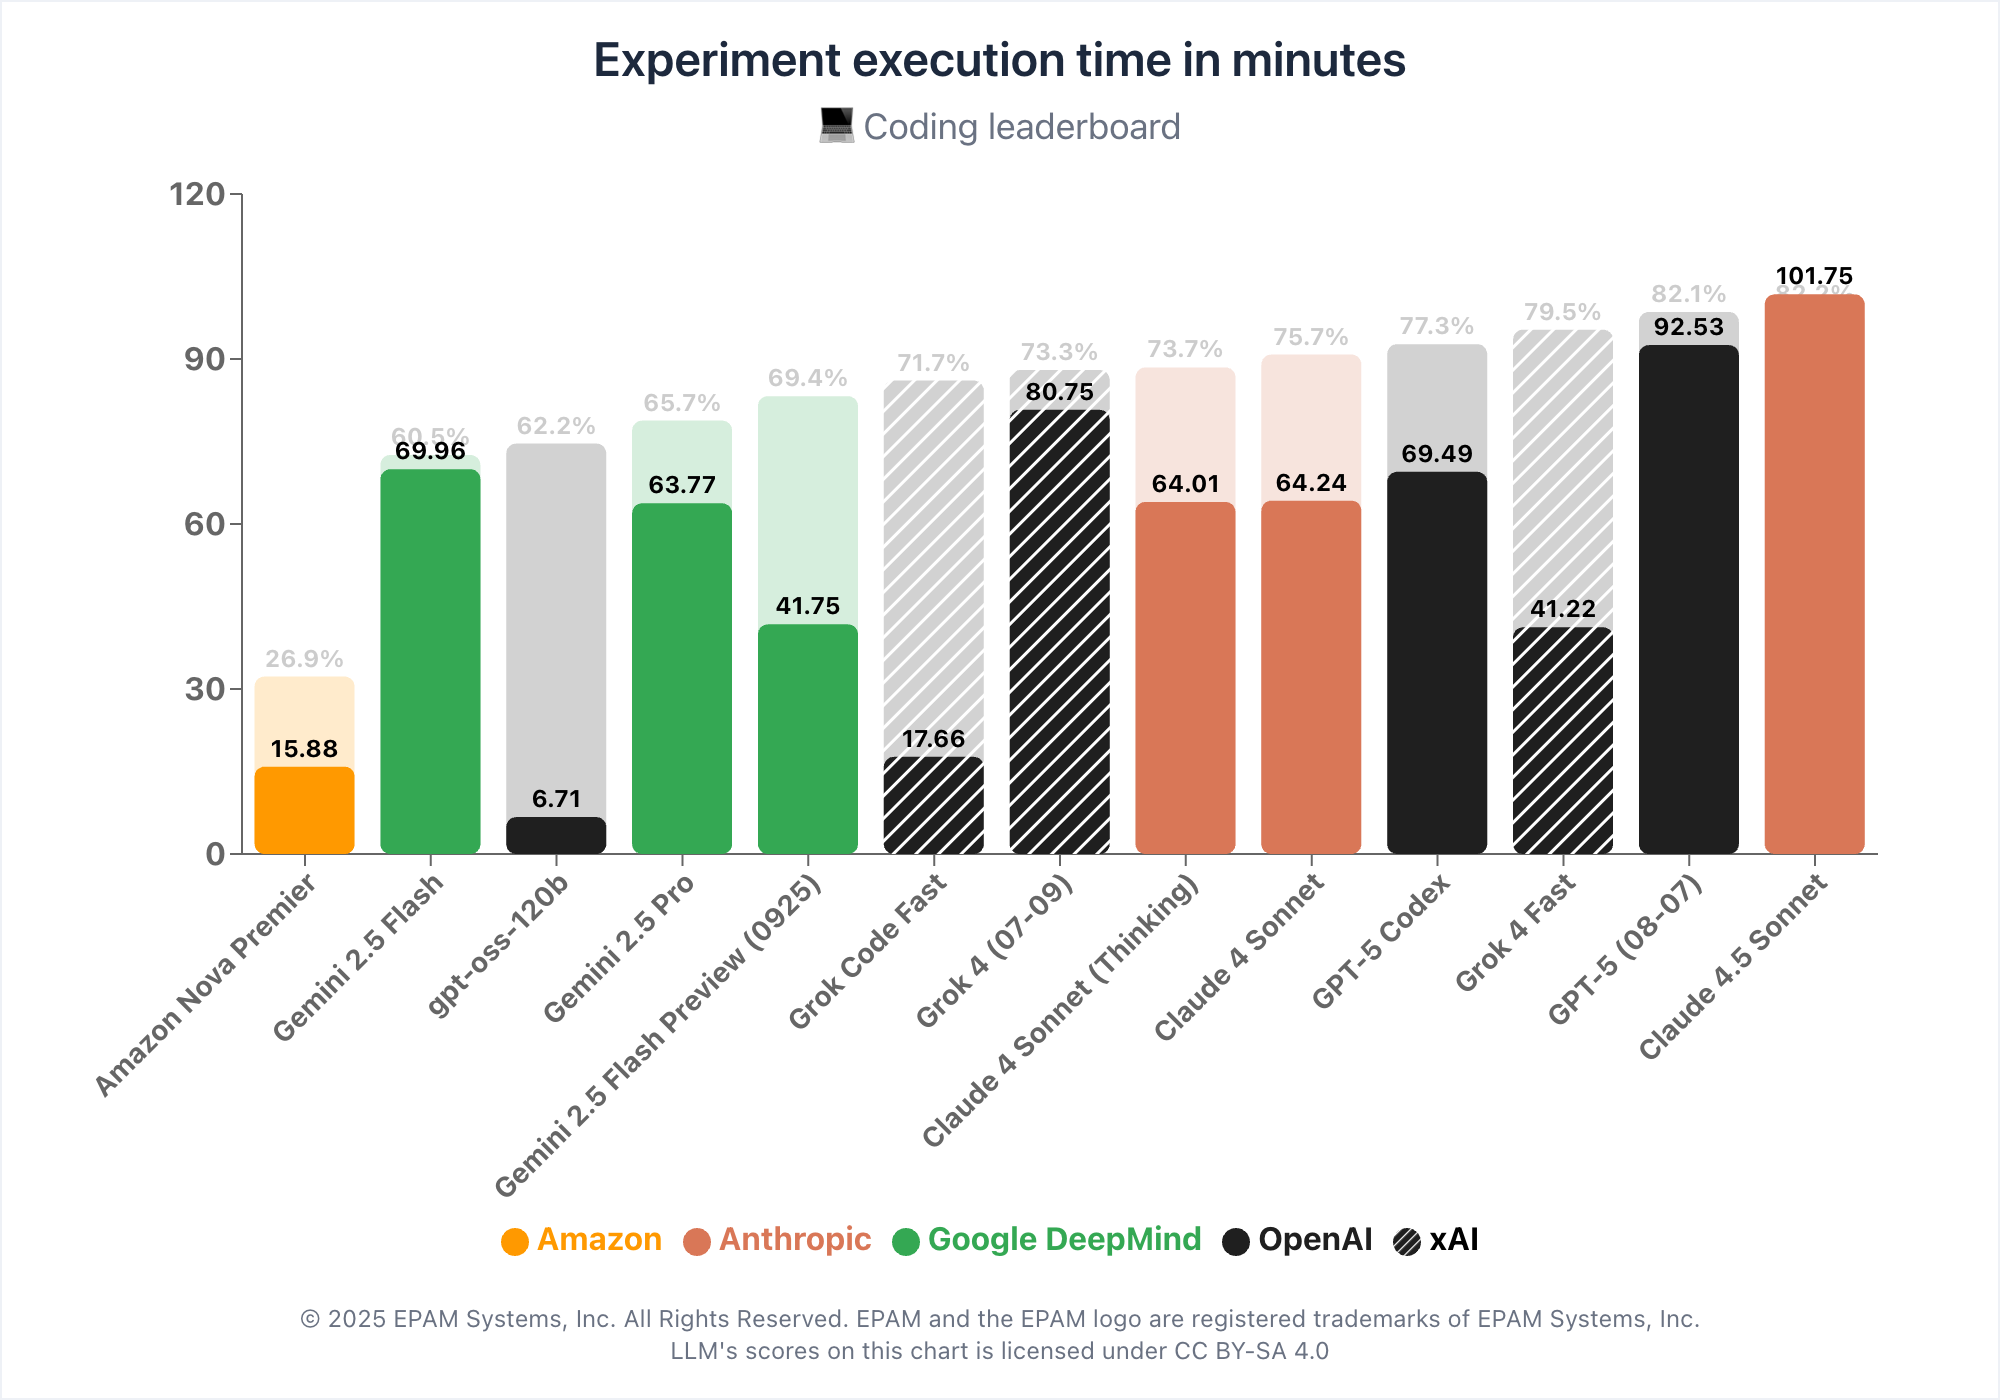 Experiment execution time in minutes
💻 Coding leaderboard
120
90
60
30
0
26.9%
15.88
60.5%
69.96
62.2%
6.71
65.7%
63.77
69.4%
41.75
71.7%
17.66
73.3%
80.75
73.7%
64.01
75.7%
64.24
77.3%
69.49
79.5%
41.22
82.1%
92.53
101.75
82.2%
Amazon Nova Premier
Gemini 2.5 Flash
gpt-oss-120b
Gemini 2.5 Pro
Gemini 2.5 Flash Preview (0925)
Grok Code Fast
Grok 4 (07-09)
Claude 4 Sonnet (Thinking)
Claude 4 Sonnet
GPT-5 Codex
Grok 4 Fast
GPT-5 (08-07)
Claude 4.5 Sonnet
Amazon Anthropic Google DeepMind OpenAI xAI
© 2025 EPAM Systems, Inc. All Rights Reserved. EPAM and the EPAM logo are registered trademarks of EPAM Systems, Inc.
LLM's scores on this chart is licensed under CC BY-SA 4.0